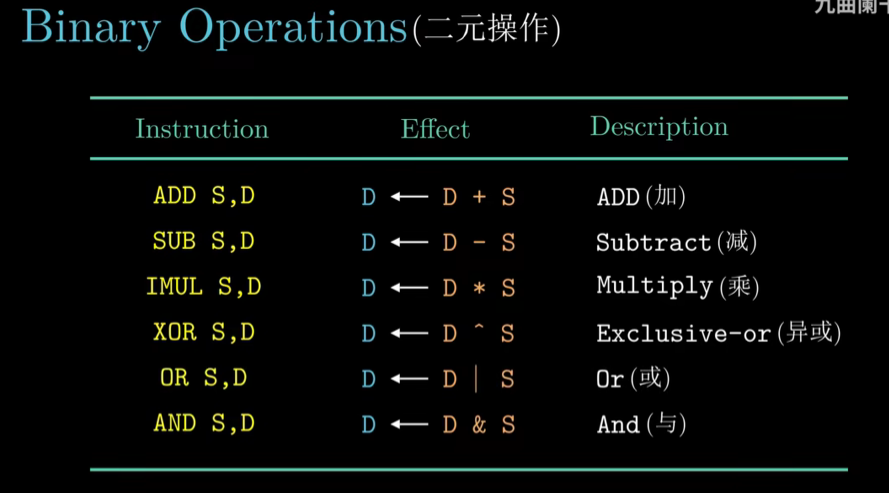 九曲阑干
Binary Operations(二元操作)
Instruction Effect Description
ADD S,D D ← D + S ADD(加)
SUB S,D D ← D - S Subtract(减)
IMUL S,D D ← D * S Multiply(乘)
XOR S,D D ← D ^ S Exclusive-or(异或)
OR S,D D ← D | S Or(或)
AND S,D D ← D & S And(与)